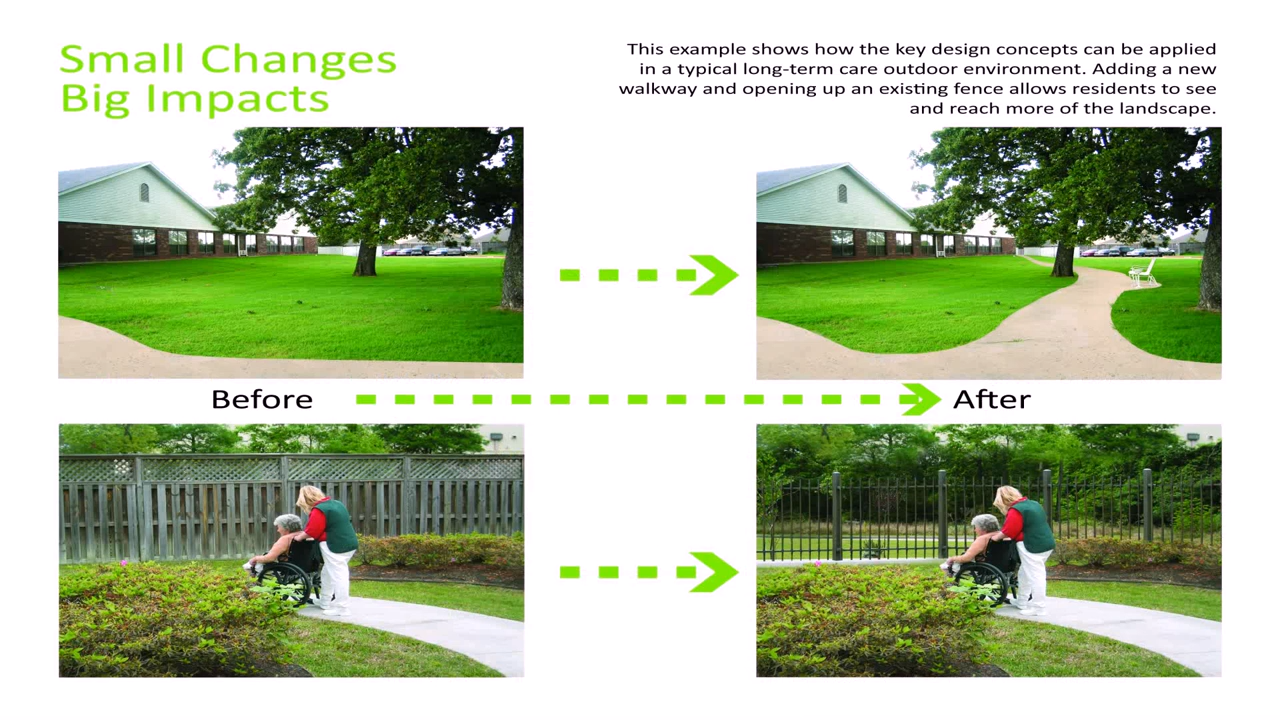 Small Changes
Big Impacts
This example shows how the key design concepts can be applied
in a typical long-term care outdoor environment. Adding a new
walkway and opening up an existing fence allows residents to see
and reach more of the landscape.
Before
After